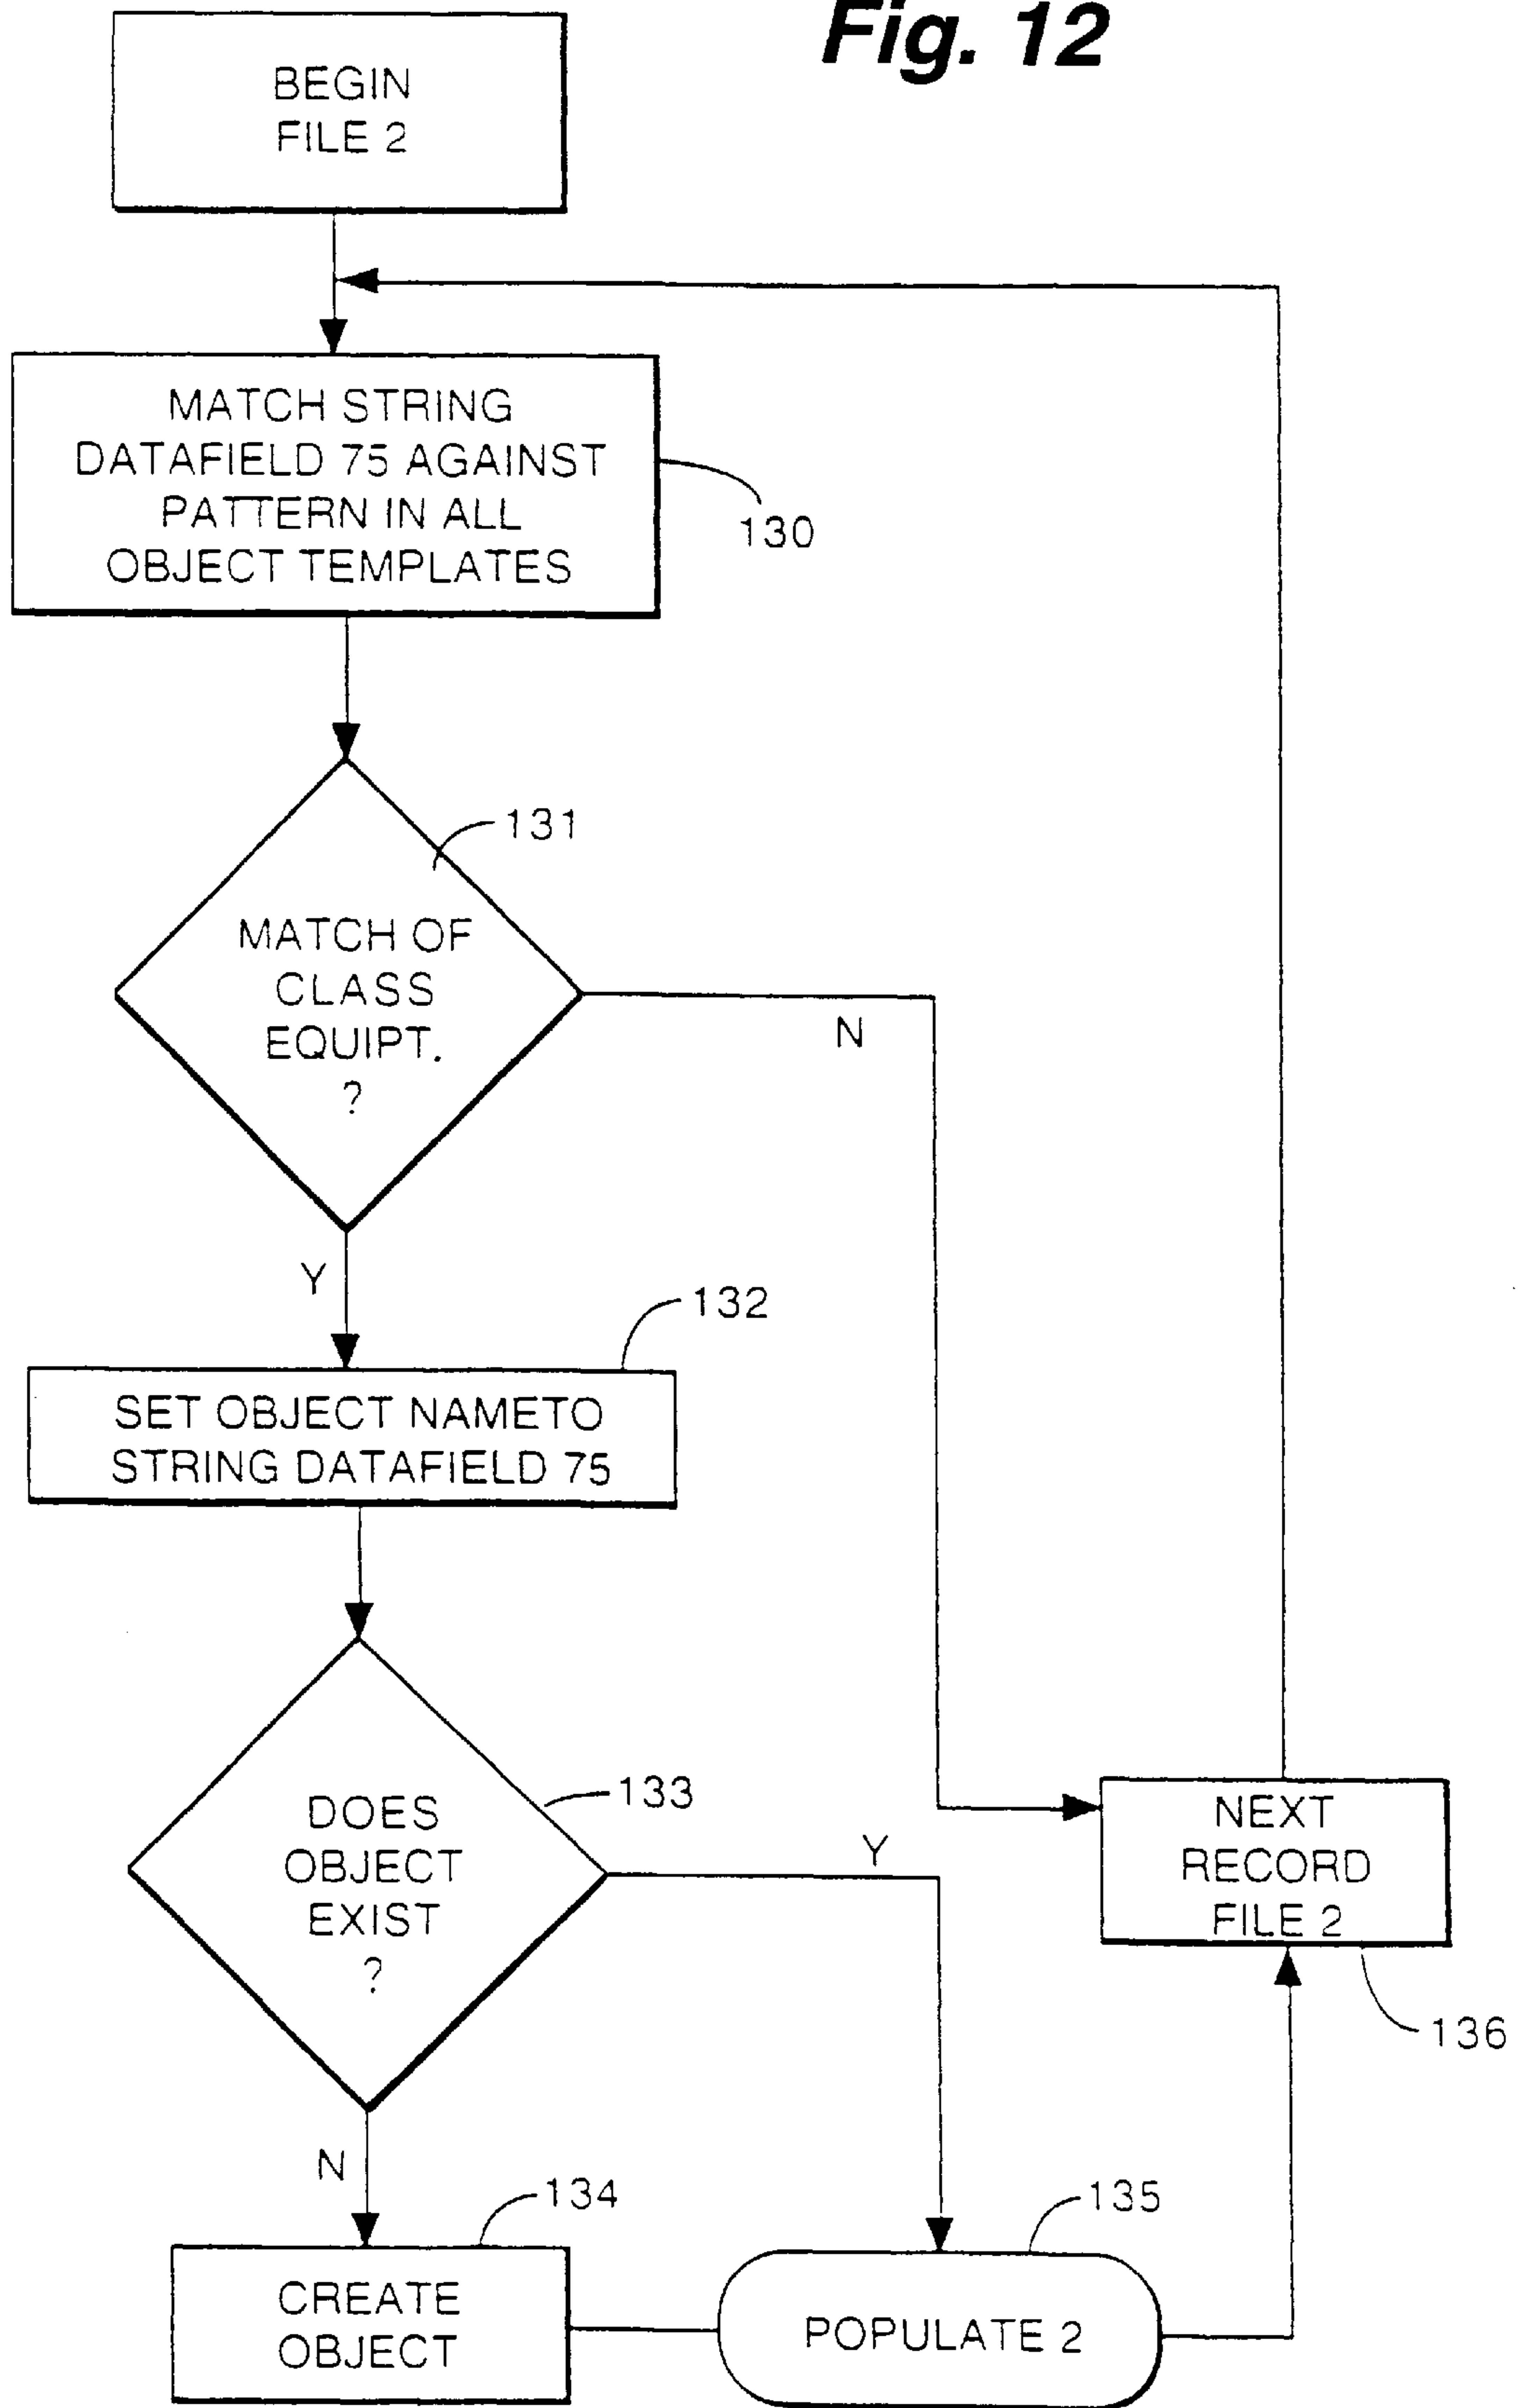 Fig. 12
BEGIN
FILE 2
MATCH STRING
DATAFIELD 75 AGAINST
PATTERN IN ALL
OBJECT TEMPLATES
130
131
MATCH OF
CLASS
EQUIPT.
?
N
Y
132
SET OBJECT NAMETO
STRING DATAFIELD 75
133
DOES
OBJECT
EXIST
?
Y
NEXT
RECORD
FILE 2
136
N
134
135
CREATE
OBJECT
POPULATE 2